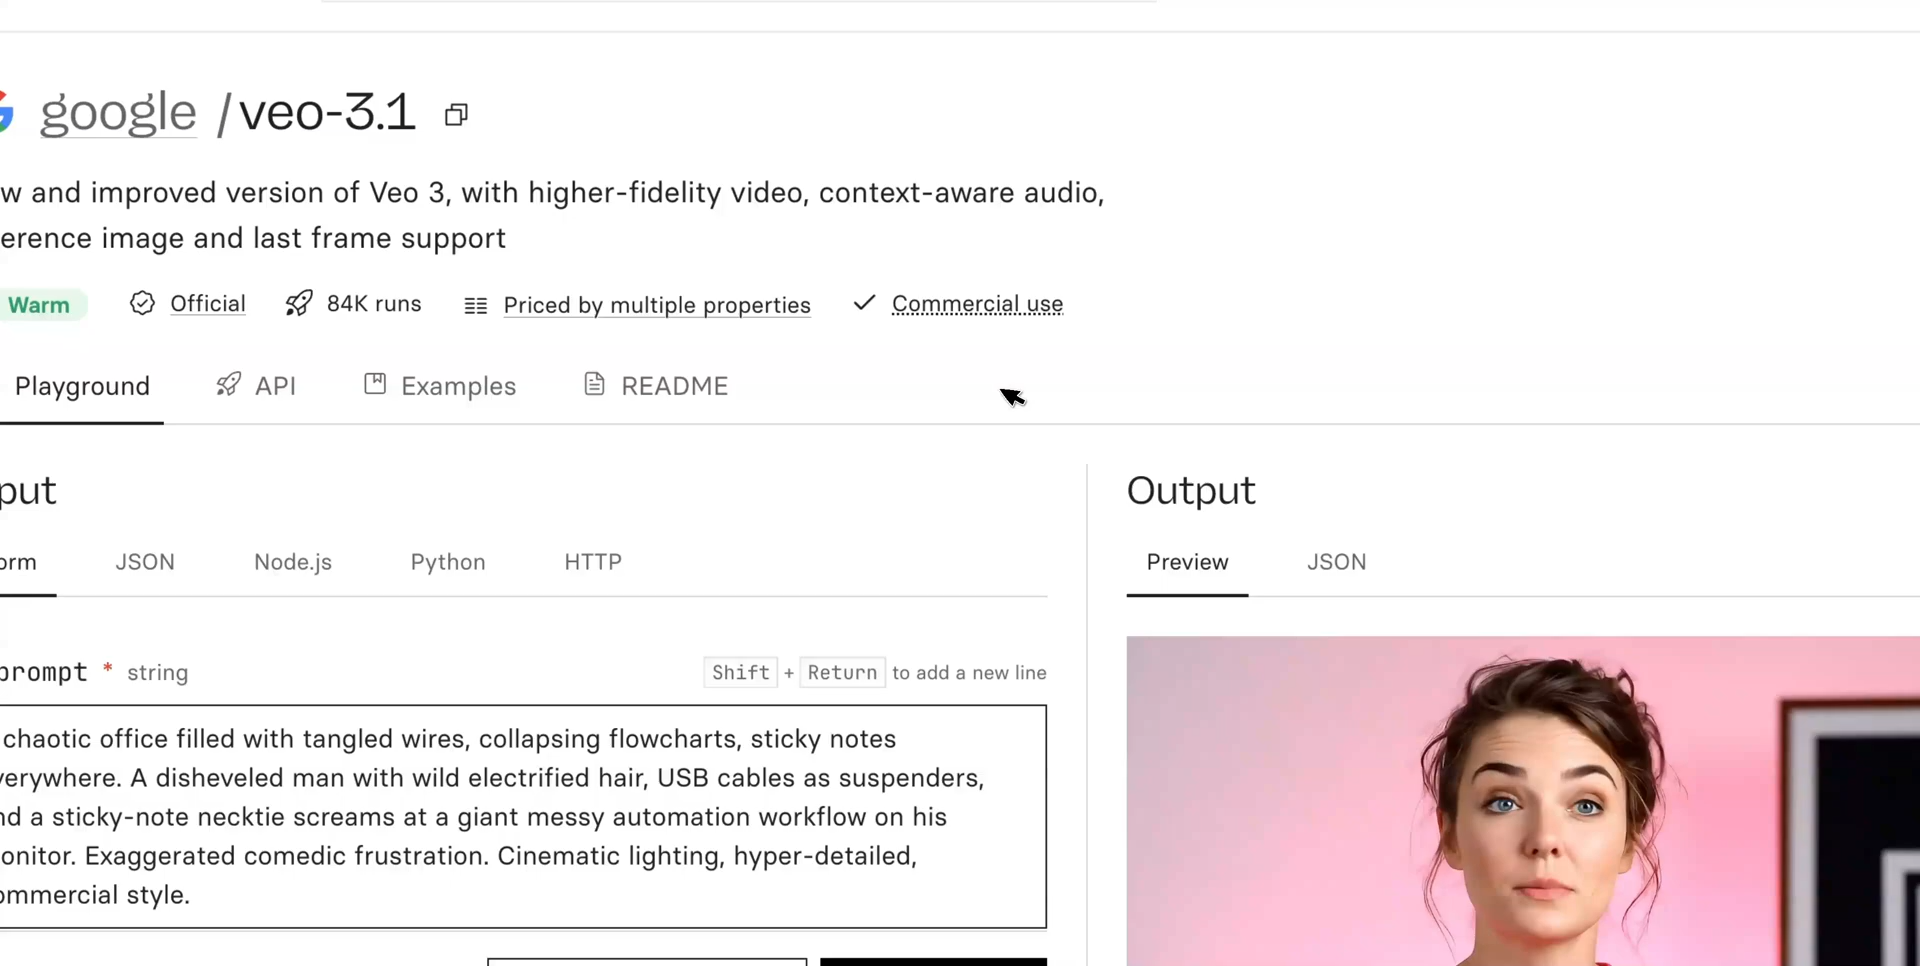 google / veo-3.1
w and improved version of Veo 3, with higher-fidelity video, context-aware audio,
erence image and last frame support
Warm Official 84K runs Priced by multiple properties Commercial use
Playground API Examples README
put Output
orm JSON Node.js Python HTTP Preview JSON
prompt * string Shift + Return to add a new line
chaotic office filled with tangled wires, collapsing flowcharts, sticky notes
verywhere. A disheveled man with wild electrified hair, USB cables as suspenders,
nd a sticky-note necktie screams at a giant messy automation workflow on his
onitor. Exaggerated comedic frustration. Cinematic lighting, hyper-detailed,
ommercial style.